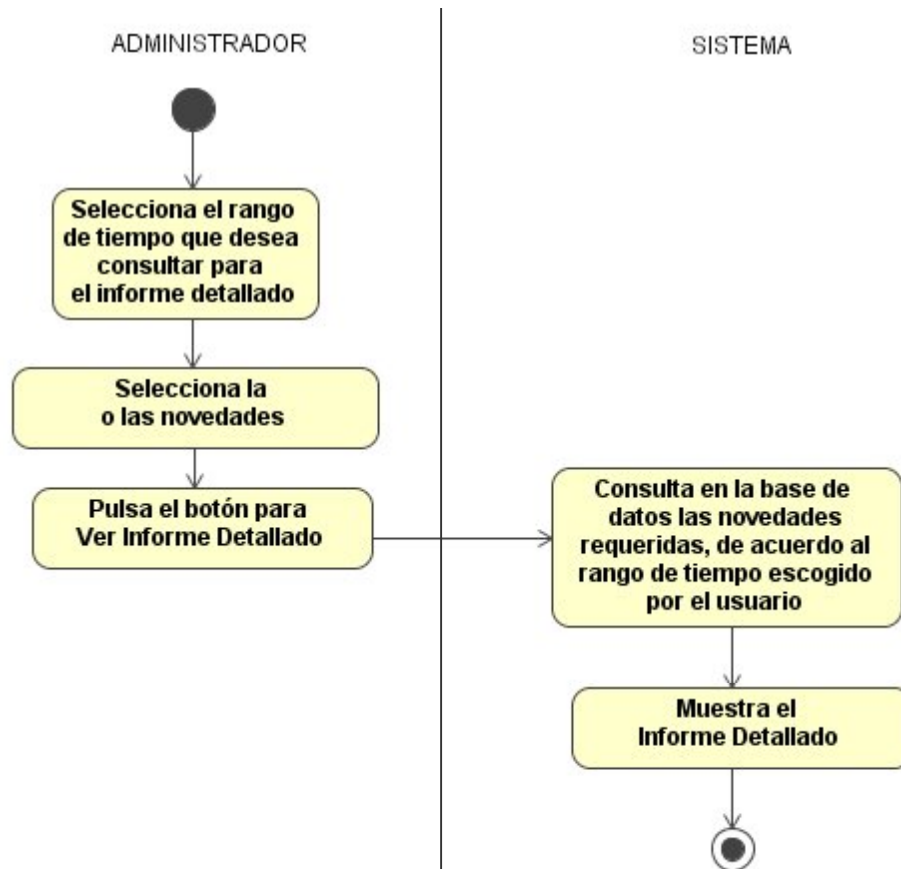 ADMINISTRADOR
SISTEMA
Selecciona el rango
de tiempo que desea
consultar para
el informe detallado
Selecciona la
o las novedades
Pulsa el botón para
Ver Informe Detallado
Consulta en la base de
datos las novedades
requeridas, de acuerdo al
rango de tiempo escogido
por el usuario
Muestra el
Informe Detallado